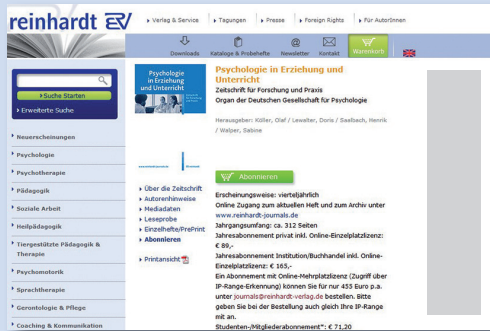 reinhardt
Verlag & Service
Tagungen
Presse
Foreign Rights
Für AutorInnen
Downloads
Kataloge & Probehefte
Newsletter
Kontakt
Warenkorb
Suche Starten
Erweiterte Suche
Neuerscheinungen
Psychologie
Psychotherapie
Pädagogik
Soziale Arbeit
Heilpädagogik
Tiergestützte Pädagogik &
Therapie
Psychomotorik
Sprachtherapie
Gerontologie & Pflege
Coaching & Kommunikation
Psychologie
in Erziehung
und Unterricht
Über die Zeitschrift
Autorenhinweise
Mediadaten
Leseprobe
Einzelhefte/PrePrint
Abonnieren
Printansicht
Psychologie in Erziehung und
Unterricht
Zeitschrift für Forschung und Praxis
Organ der Deutschen Gesellschaft für Psychologie
Herausgeber: Köller, Olaf / Lewalter, Doris / Saalbach, Henrik
/ Walper, Sabine
Abonnieren
Erscheinungsweise: vierteljährlich
Online Zugang zum aktuellen Heft und zum Archiv unter
www.reinhardt-journals.de
Jahrgangsumfang: ca. 312 Seiten
Jahresabonnement privat inkl. Online-Einzelplatzlizenz:
€ 89,-
Jahresabonnement Institution/Buchhandel inkl. Online-
Einzelplatzlizenz: € 165,-
Ein Abonnement mit Online-Mehrplatzlizenz (Zugriff über
IP-Range-Erkennung) können Sie für nur 455 Euro p.a.
unter journals@reinhardt-verlag.de bestellen. Bitte
geben Sie bei der Bestellung auch gleich Ihre IP-Range
mit an.
Studenten-/Mitgliederabonnement*: € 71,20